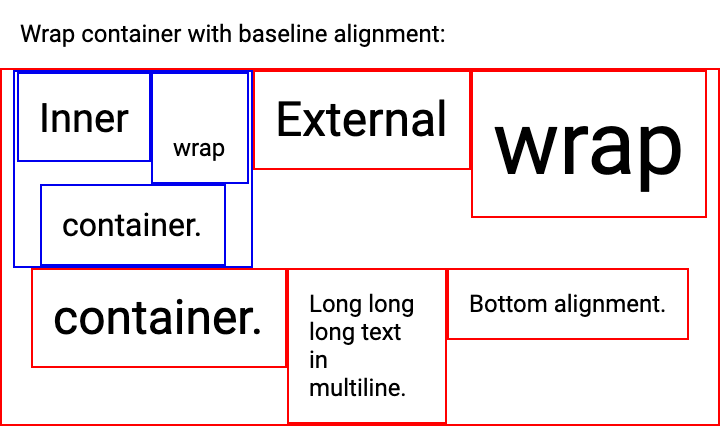 Wrap container with baseline alignment:
Inner
wrap
container.
External
wrap
container.
Long long
long text
in
multiline.
Bottom alignment.